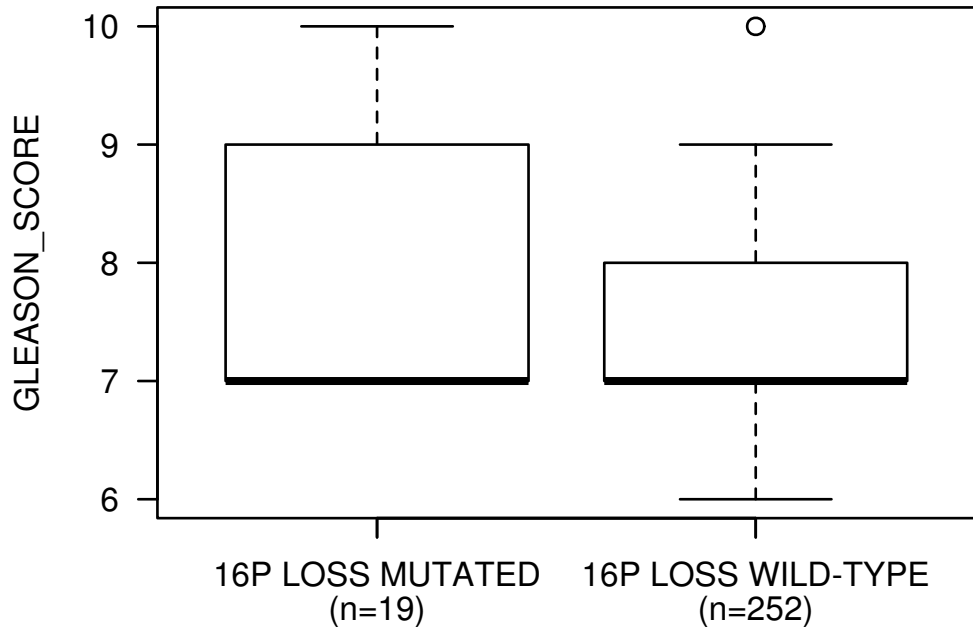 GLEASON_SCORE
10
9
8
7
6
16P LOSS MUTATED
(n=19)
16P LOSS WILD-TYPE
(n=252)